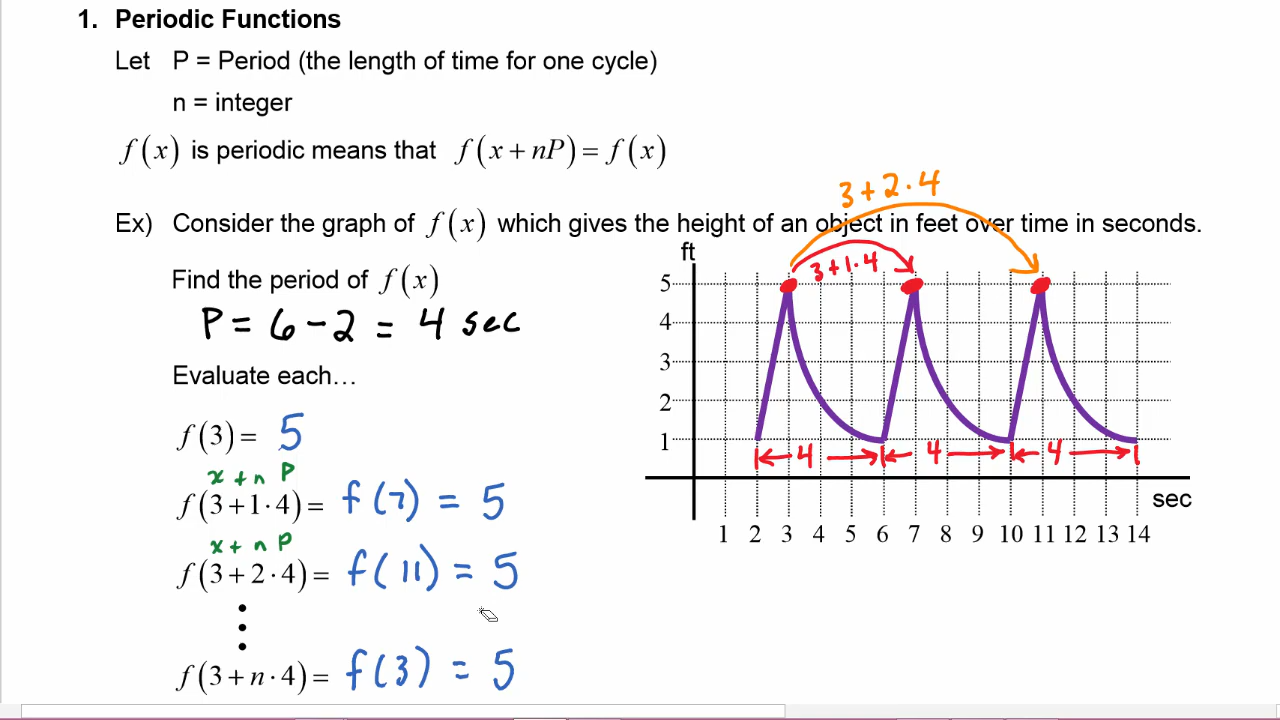 1. Periodic Functions
Let P = Period (the length of time for one cycle)
n = integer
f(x) is periodic means that f(x + nP) = f(x)
3 + 2 · 4
Ex) Consider the graph of f(x) which gives the height of an object in feet over time in seconds.
ft
3 + 1 · 4
Find the period of f(x)
P = 6 - 2 = 4 sec
Evaluate each…
f(3) = 5
x + n P
f(3 + 1 · 4) = f(7) = 5
x + n P
f(3 + 2 · 4) = f(11) = 5
f(3 + n · 4) = f(3) = 5
5
4
3
2
1
4 4 4
sec
1 2 3 4 5 6 7 8 9 10 11 12 13 14